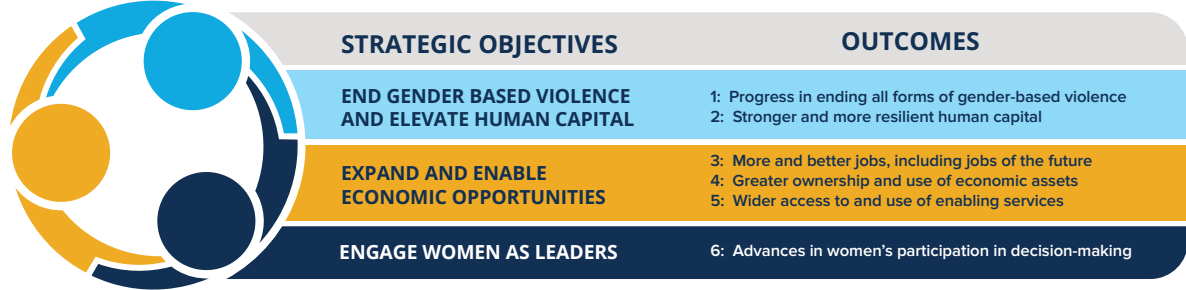 STRATEGIC OBJECTIVES
OUTCOMES
END GENDER BASED VIOLENCE
AND ELEVATE HUMAN CAPITAL
1: Progress in ending all forms of gender-based violence
2: Stronger and more resilient human capital
EXPAND AND ENABLE
ECONOMIC OPPORTUNITIES
3: More and better jobs, including jobs of the future
4: Greater ownership and use of economic assets
5: Wider access to and use of enabling services
ENGAGE WOMEN AS LEADERS
6: Advances in women’s participation in decision-making